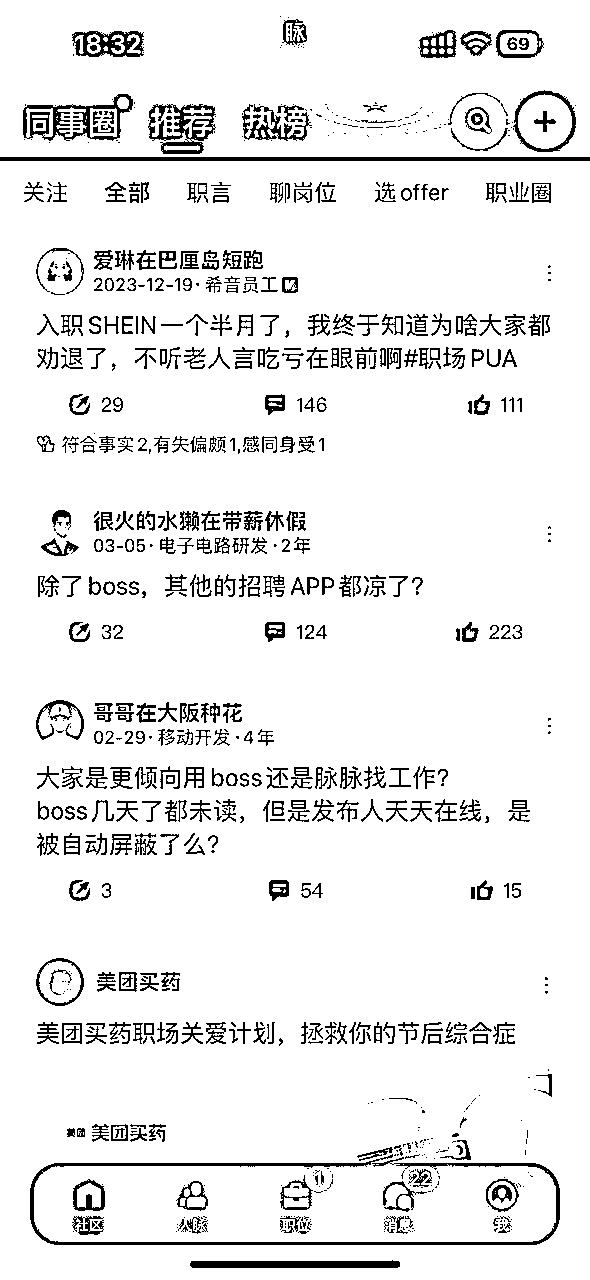 18:32
脉
69
同事圈 推荐 热榜
关注 全部 职言 聊岗位 选offer 职业圈
爱琳在巴厘岛短跑
2023-12-19·希音员工
入职SHEIN一个半月了，我终于知道为啥大家都
劝退了，不听老人言吃亏在眼前啊#职场PUA
29 146 111
符合事实2,有失偏颇1,感同身受1
很火的水獭在带薪休假
03-05·电子电路研发·2年
除了boss，其他的招聘APP都凉了？
32 124 223
哥哥在大阪种花
02-29·移动开发·4年
大家是更倾向用boss还是脉脉找工作？
boss几天了都未读，但是发布人天天在线，是
被自动屏蔽了么？
3 54 15
美团买药
美团买药职场关爱计划，拯救你的节后综合症
美团 美团买药
22
社区 人脉 职位 消息 我